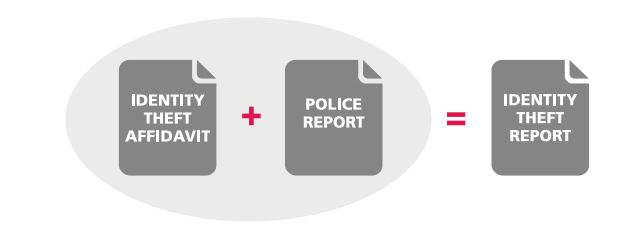 IDENTITY
THEFT
AFFIDAVIT
+
POLICE
REPORT
=
IDENTITY
THEFT
REPORT